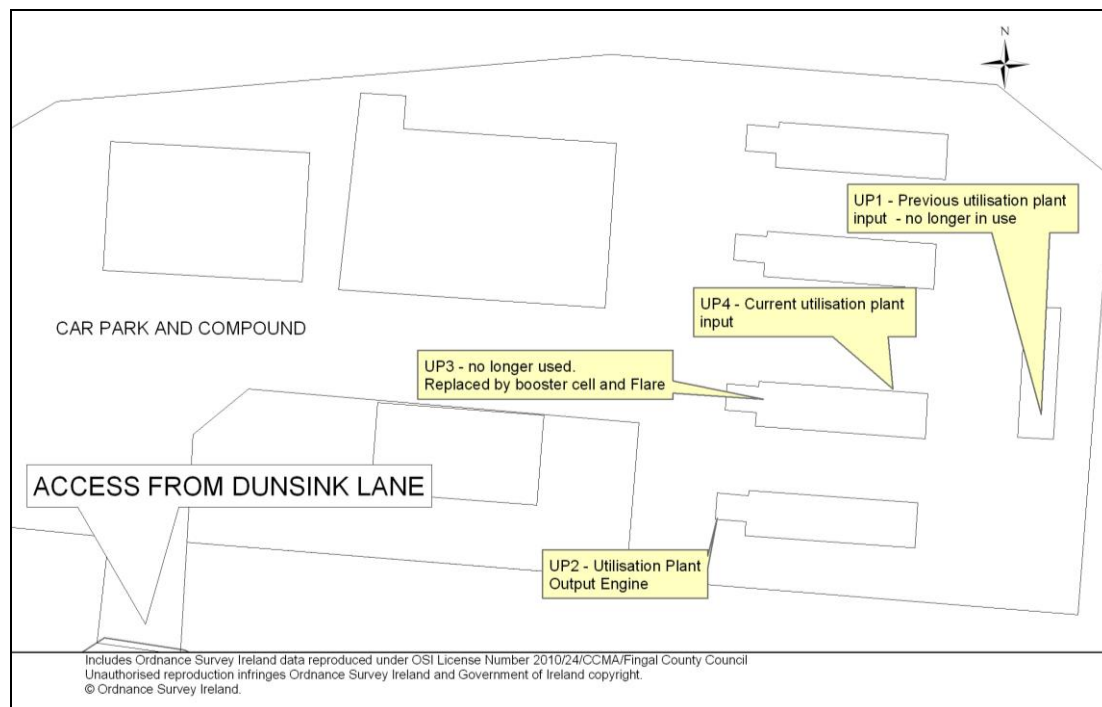 N
UP1 - Previous utilisation plant
input - no longer in use
UP4 - Current utilisation plant
input
CAR PARK AND COMPOUND
UP3 - no longer used.
Replaced by booster cell and Flare
ACCESS FROM DUNSINK LANE
UP2 - Utilisation Plant
Output Engine
Includes Ordnance Survey Ireland data reproduced under OSI License Number 2010/24/CCMA/Fingal County Council
Unauthorised reproduction infringes Ordnance Survey Ireland and Government of Ireland copyright.
© Ordnance Survey Ireland.